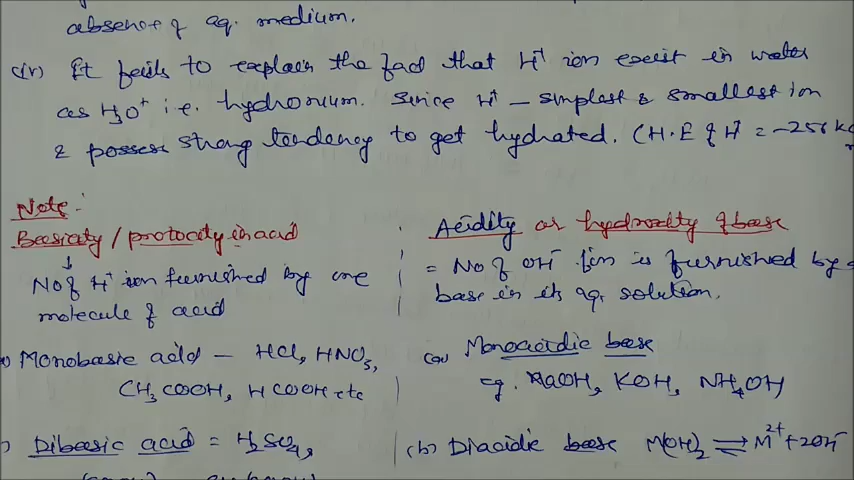 absence of aq. medium.
(iv) It fails to explain the fact that H⁺ ion exist in water
as H₃O⁺ i.e. hydronium. Since H⁺ – simplest & smallest ion
& possess strong tendency to get hydrated. (H.E of H⁺ = -256 kc
Note:
Basicity / protocity in acid
No of H⁺ ion furnished by one
molecule of acid
) Monobasic acid – HCl, HNO₃,
CH₃COOH, HCOOH etc
) Dibasic acid = H₂SO₄,
Acidity or hydroxity of base
= No of OH⁻ ion is furnished by a
base in its aq. solution.
(a) Monoacidic base
eg. NaOH, KOH, NH₄OH
(b) Diacidic base M(OH)₂ ⇌ M²⁺ + 2OH⁻